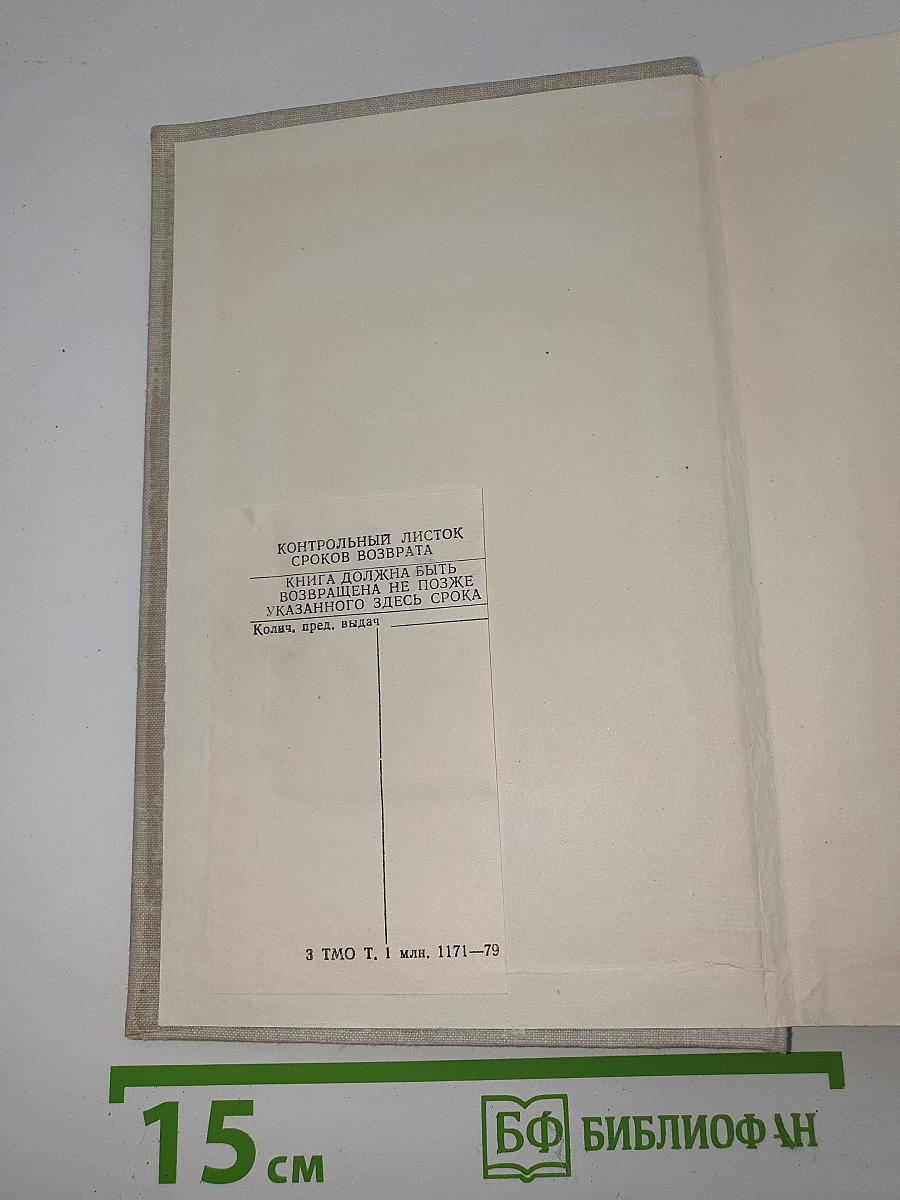 КОНТРОЛЬНЫЙ ЛИСТОК
СРОКОВ ВОЗВРАТА
КНИГА ДОЛЖНА БЫТЬ
ВОЗВРАЩЕНА НЕ ПОЗЖЕ
УКАЗАННОГО ЗДЕСЬ СРОКА
Колич. пред. выдач
3 ТМО Т. 1 млн. 1171—79
15 см
БФ БИБЛИОФАН